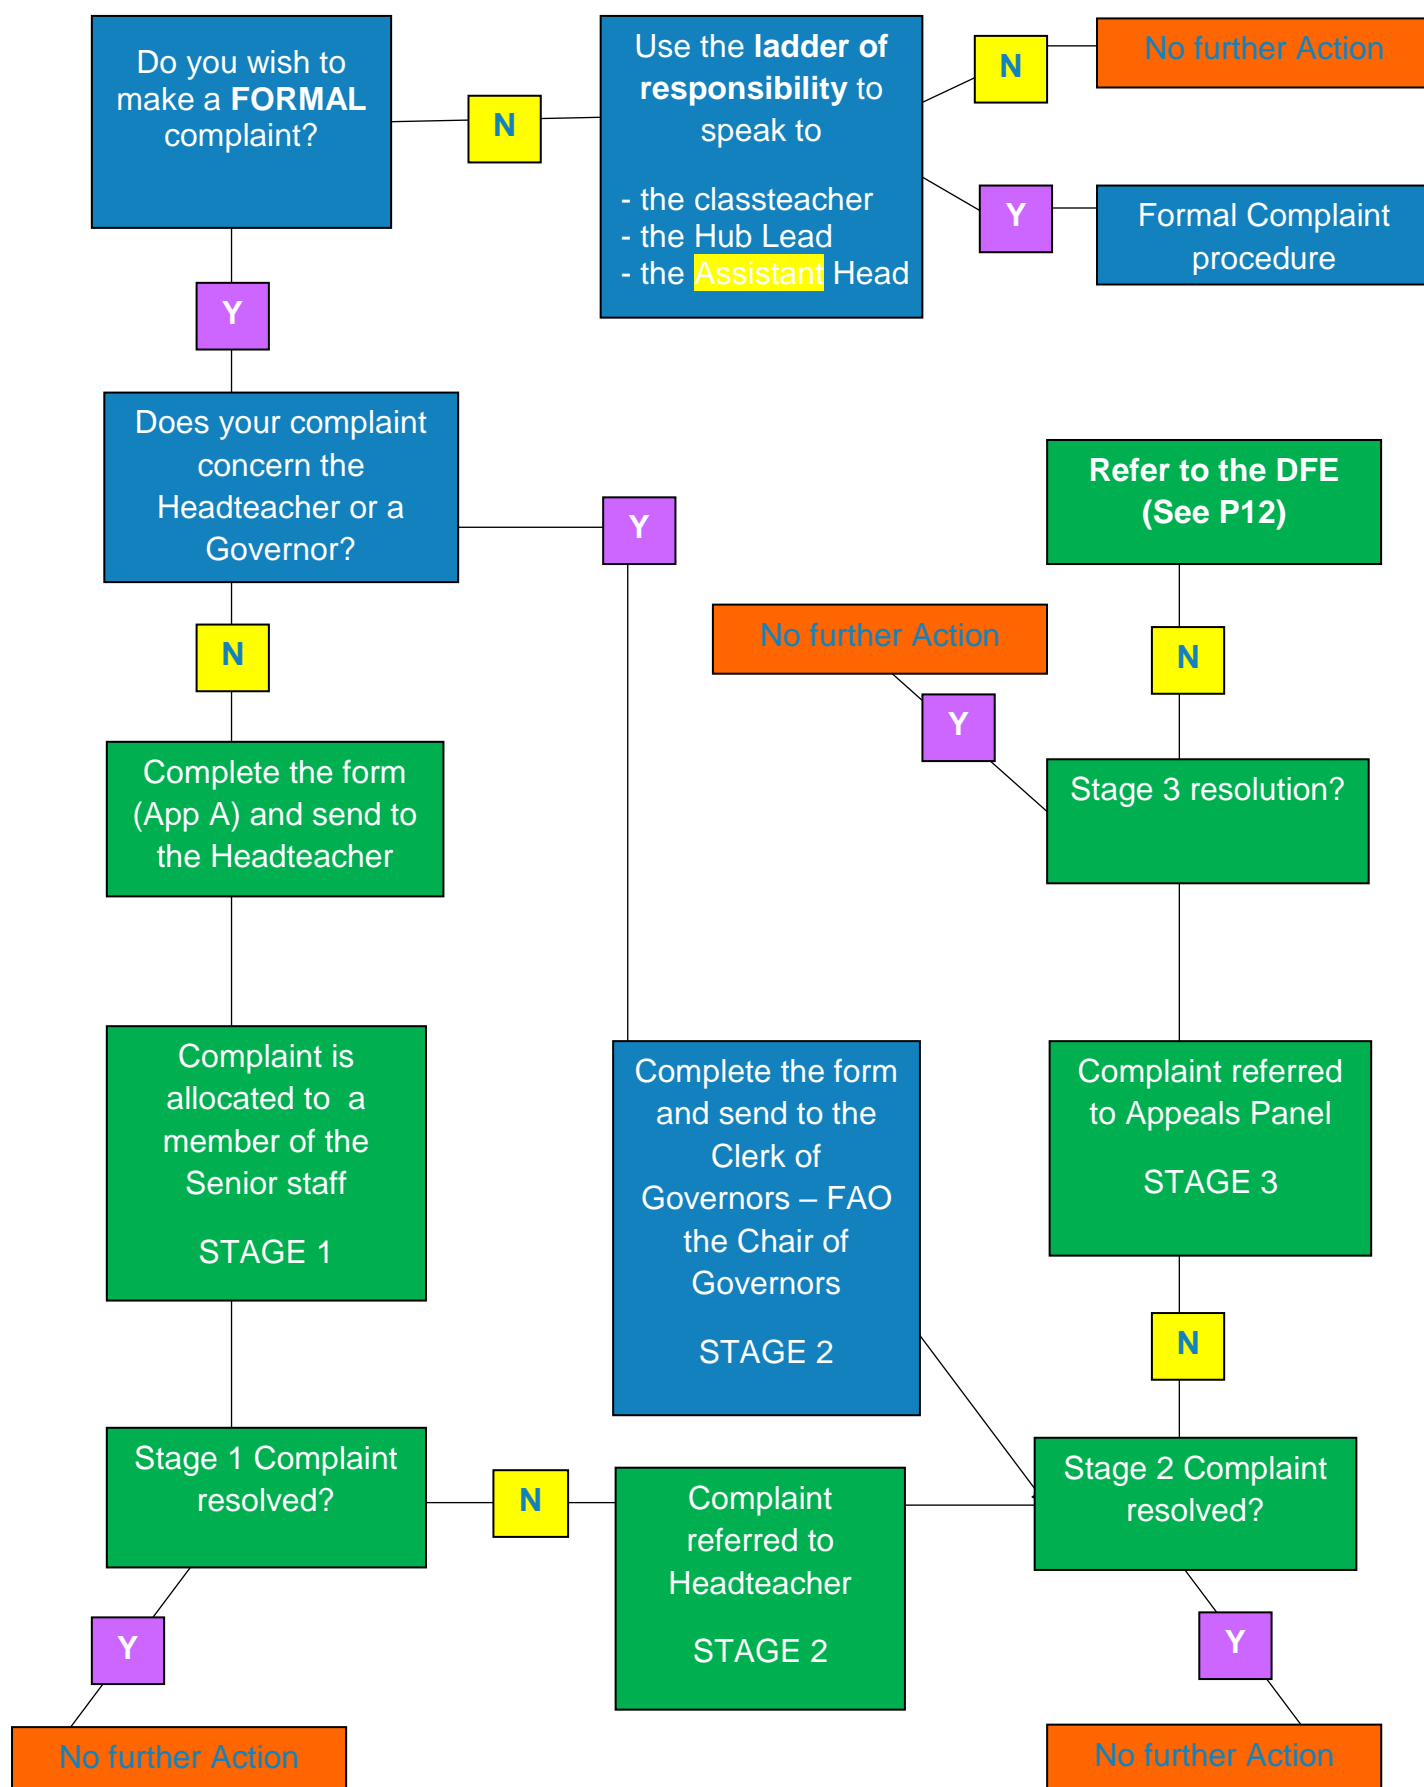 Do you wish to
make a FORMAL
complaint?
N
Use the ladder of
responsibility to
speak to
- the classteacher
- the Hub Lead
- the Assistant Head
N
No further Action
Y
Formal Complaint
procedure
Y
Does your complaint
concern the
Headteacher or a
Governor?
Y
Refer to the DFE
(See P12)
N
No further Action
N
Y
Complete the form
(App A) and send to
the Headteacher
Stage 3 resolution?
Complaint is
allocated to  a
member of the
Senior staff
STAGE 1
Complete the form
and send to the
Clerk of
Governors – FAO
the Chair of
Governors
STAGE 2
Complaint referred
to Appeals Panel
STAGE 3
N
Stage 1 Complaint
resolved?
N
Complaint
referred to
Headteacher
STAGE 2
Stage 2 Complaint
resolved?
Y
Y
No further Action
No further Action